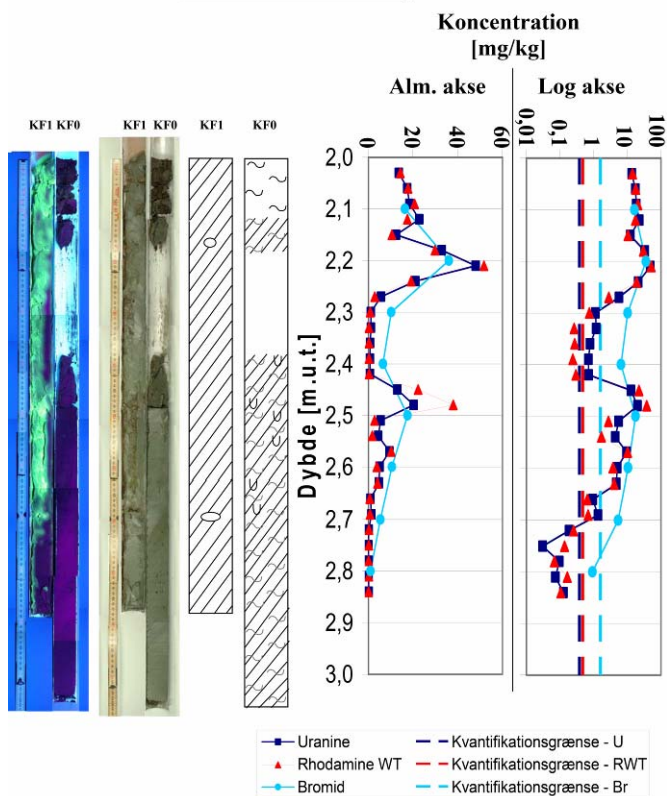 Koncentration
[mg/kg]
Alm. akse
Log akse
KF1 KF0
KF1 KF0
KF1
KF0
0 20 40 60
0,01 0,1 1 10 100
2,0
2,1
2,2
2,3
2,4
2,5
2,6
2,7
2,8
2,9
3,0
Dybde [m.u.t.]
Uranine
Kvantifikationsgrænse - U
Rhodamine WT
Kvantifikationsgrænse - RWT
Bromid
Kvantifikationsgrænse - Br